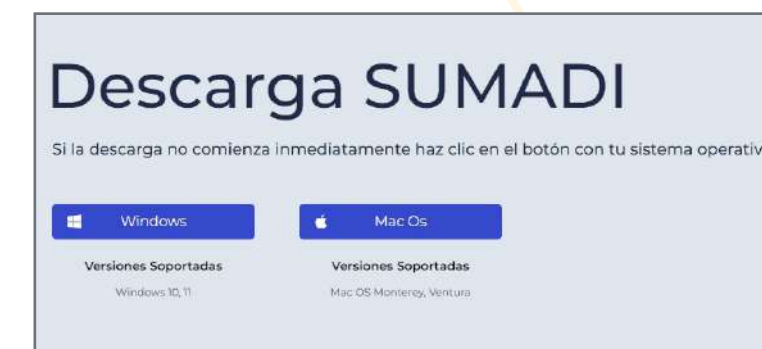 Descarga SUMADI
Si la descarga no comienza inmediatamente haz clic en el botón con tu sistema operativ
Windows
Mac Os
Versiones Soportadas
Versiones Soportadas
Windows 10, 11
Mac OS Monterey, Ventura